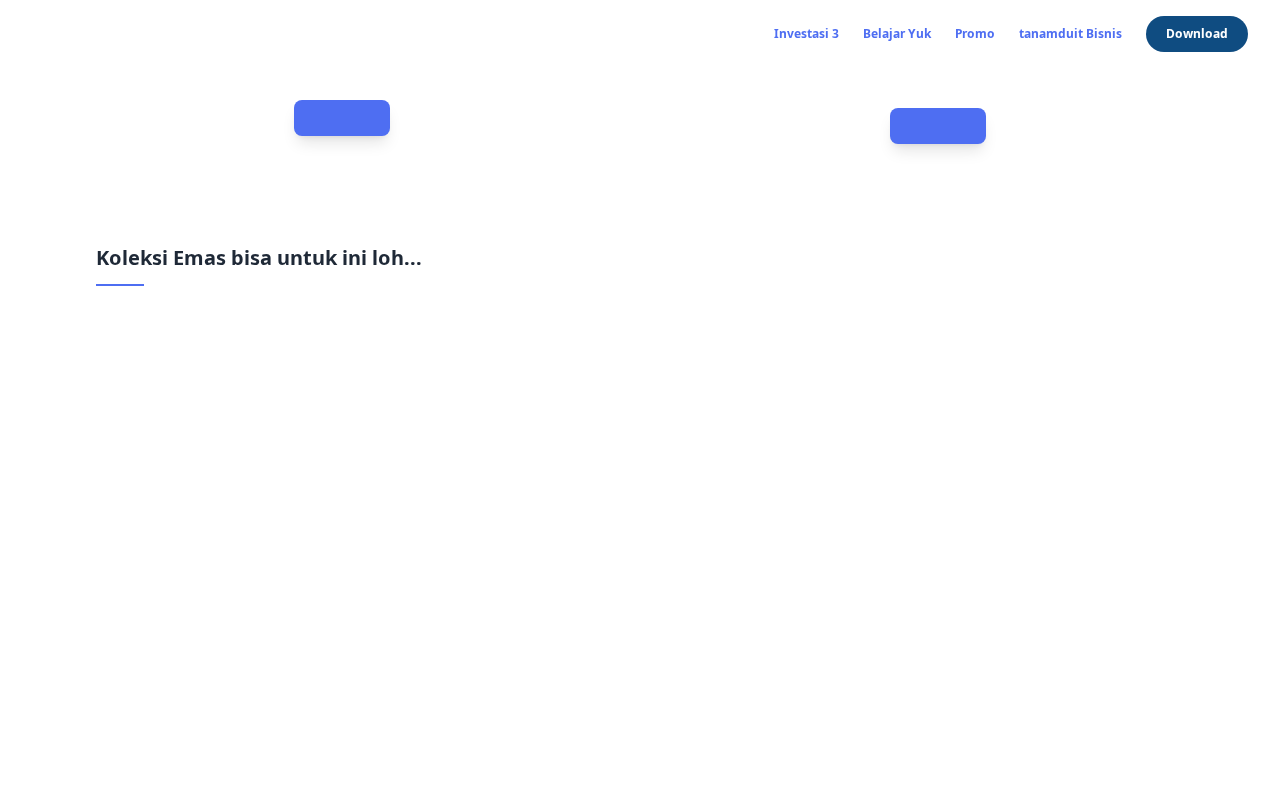 Investasi 3
Belajar Yuk
Promo
tanamduit Bisnis
Download
Koleksi Emas bisa untuk ini loh...